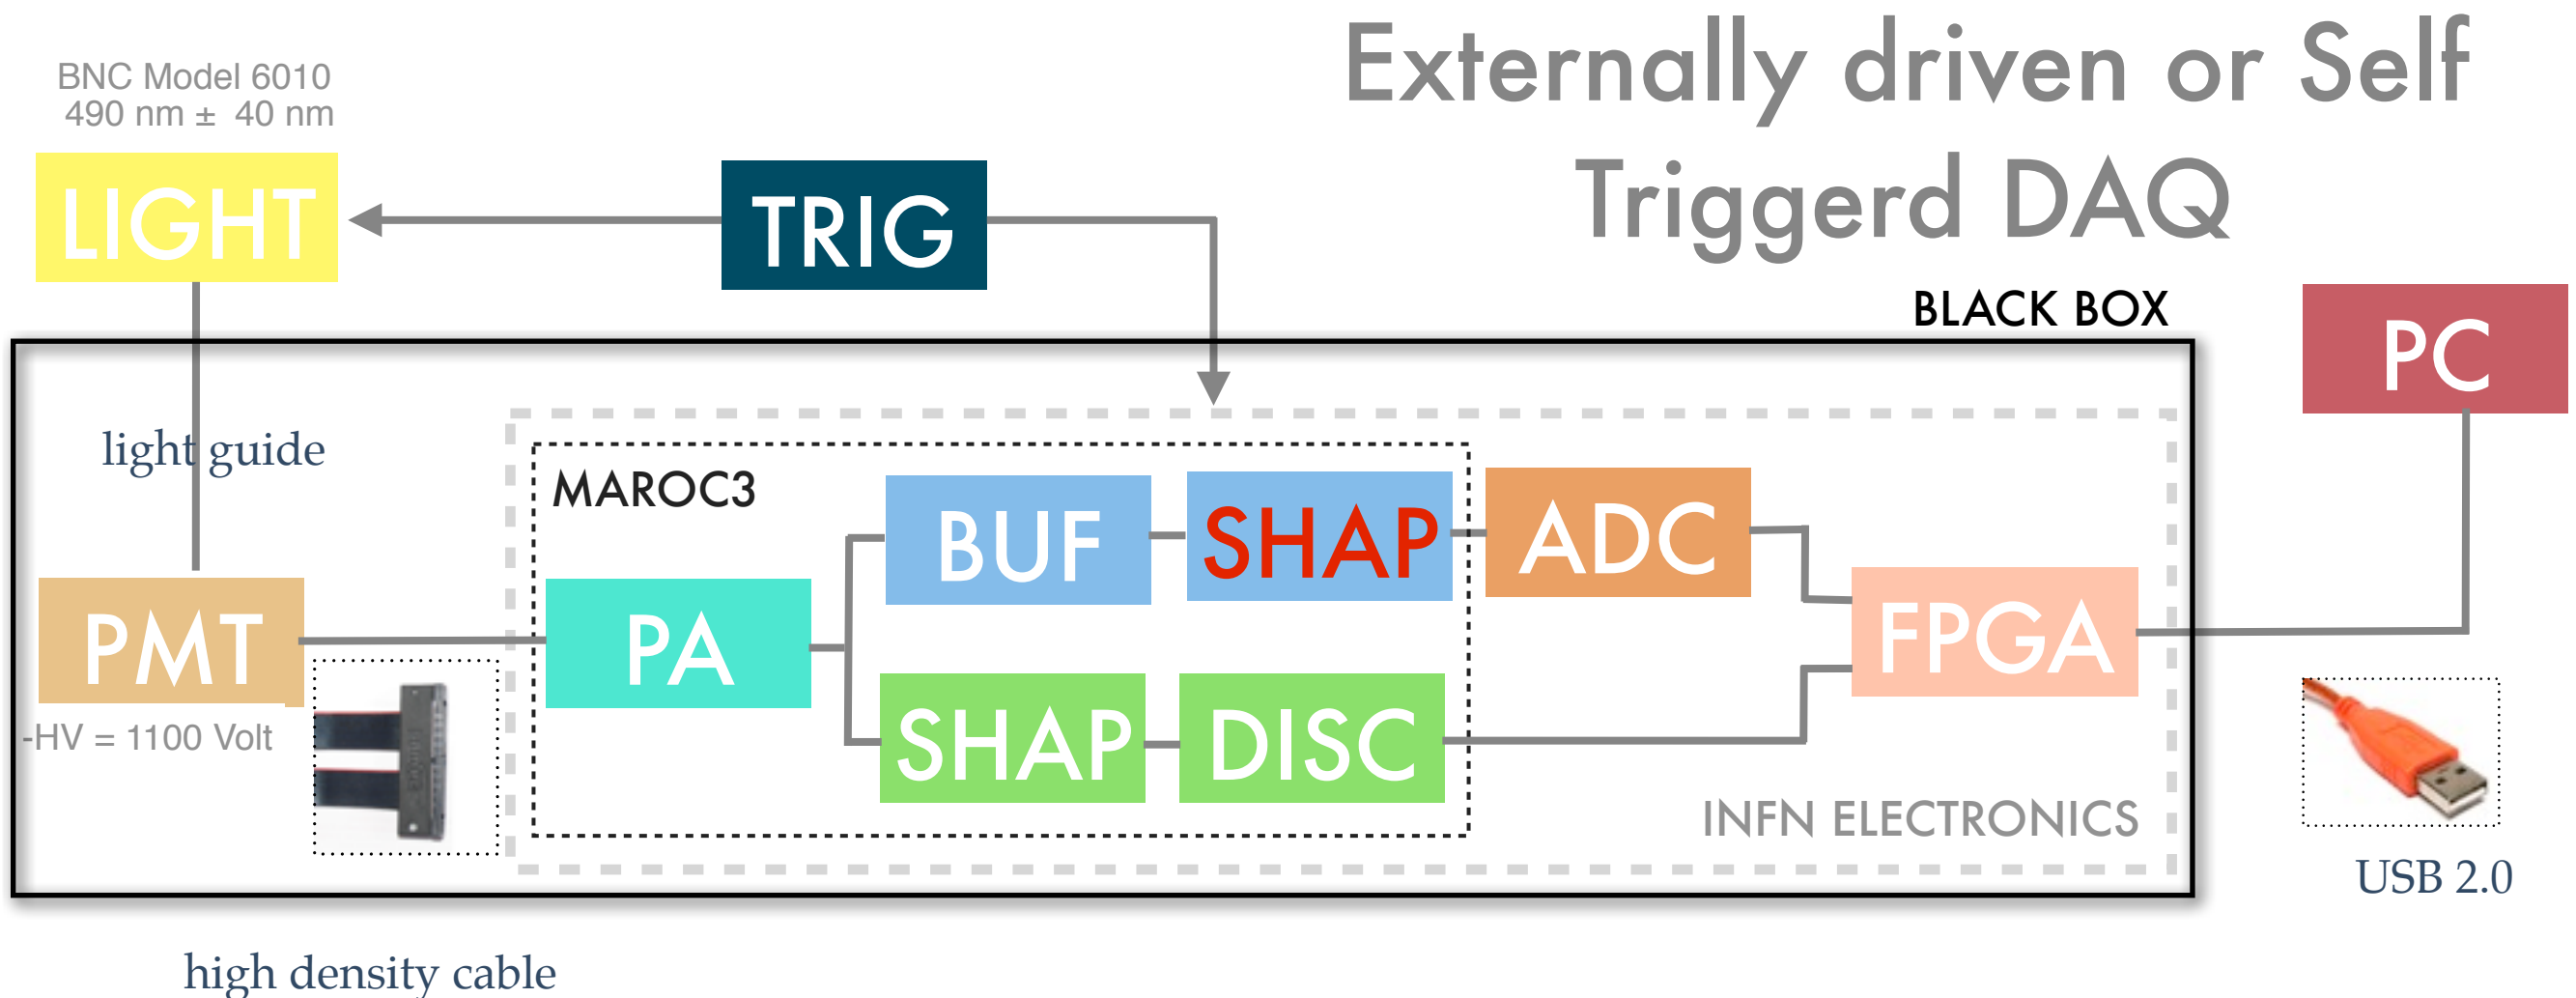 Externally driven or Self
Triggerd DAQ
BNC Model 6010
490 nm ± 40 nm
LIGHT
TRIG
BLACK BOX
PC
light guide
MAROC3
BUF
SHAP
ADC
PMT
PA
FPGA
-HV = 1100 Volt
SHAP
DISC
INFN ELECTRONICS
USB 2.0
high density cable